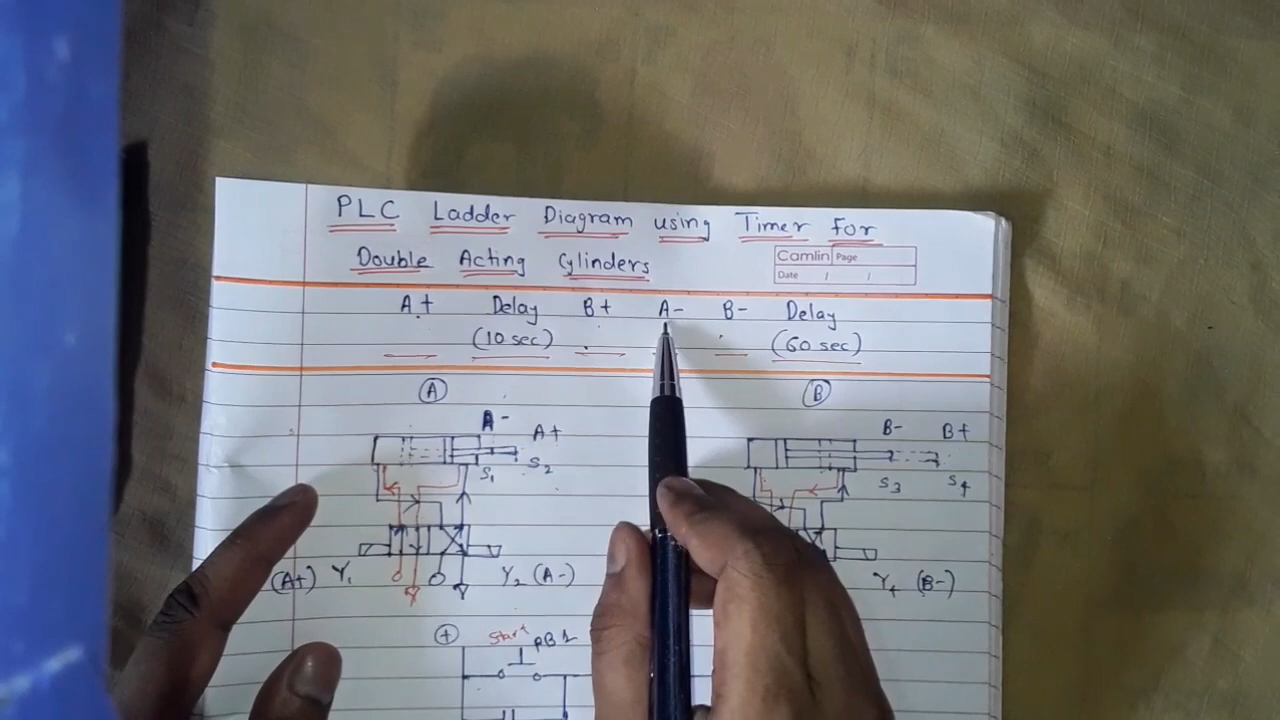 PLC Ladder Diagram using Timer For
Double Acting Cylinders
Camlin Page
Date / /
A+ Delay B+ A- B- Delay
(10 sec) (60 sec)
A B
A- A+ B- B+
S1 S2 S3 S4
(A+) Y1 Y2 (A-) Y4 (B-)
+ Start PB1